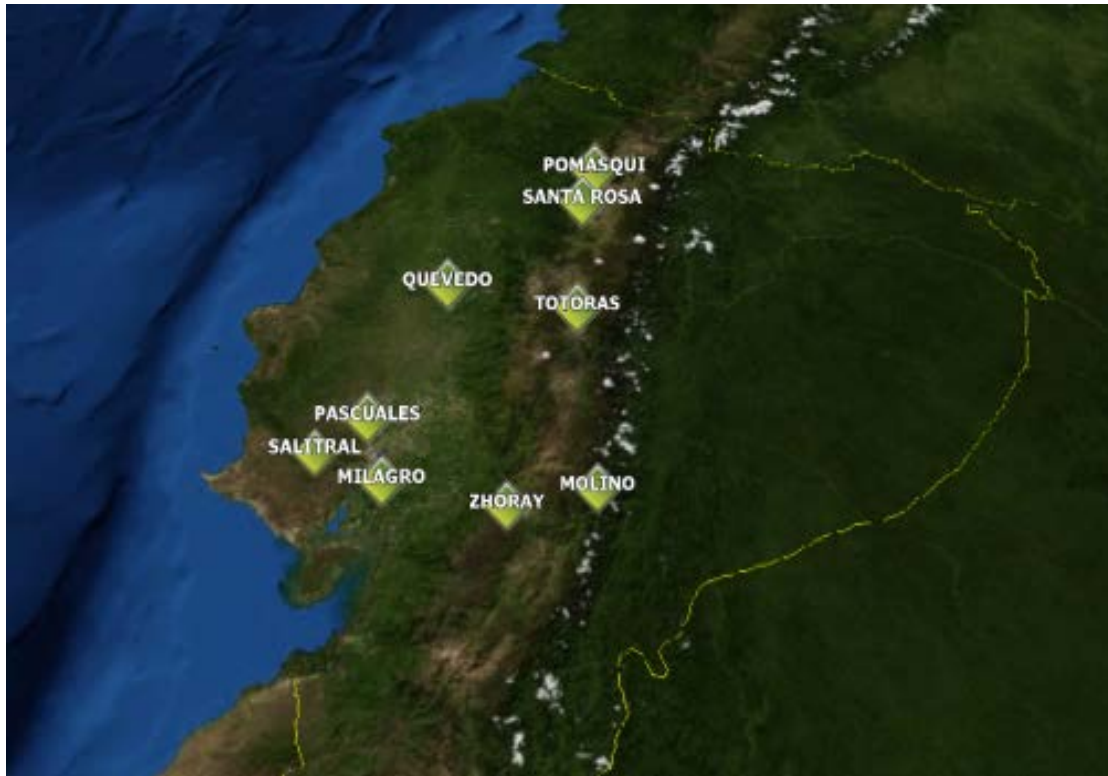 POMASQUI
SANTA ROSA
QUEVEDO
TOTORAS
PASCUALES
SALITRAL
MILAGRO
ZHORAY
MOLINO